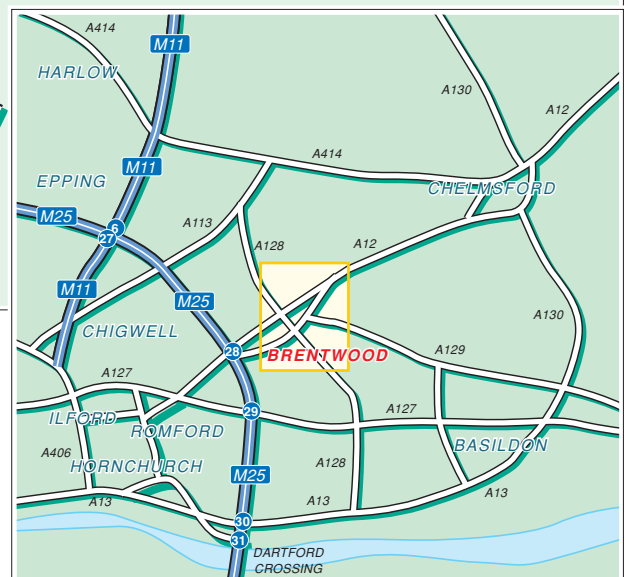 A414
M11
HARLOW
A130
A12
M11
A414
EPPING
CHELMSFORD
M25
A113
6
27
A128
A12
M11
M25
A130
CHIGWELL
28
BRENTWOOD
A129
A127
29
A127
ILFORD
ROMFORD
BASILDON
A406
HORNCHURCH
A128
M25
A13
A13
A13
30
31
DARTFORD
CROSSING